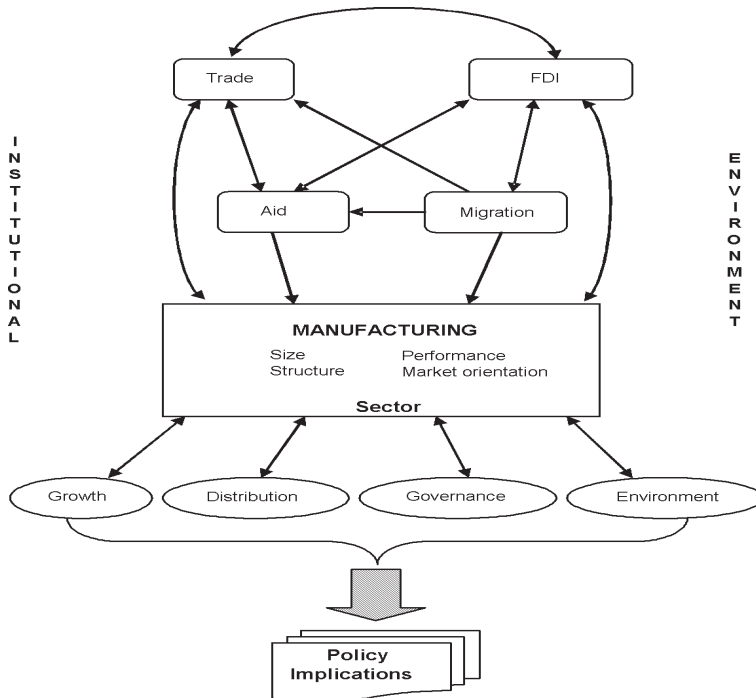 Trade
FDI
INSTITUTIONAL
ENVIRONMENT
Aid
Migration
MANUFACTURING
Size
Performance
Structure
Market orientation
Sector
Growth
Distribution
Governance
Environment
Policy
Implications